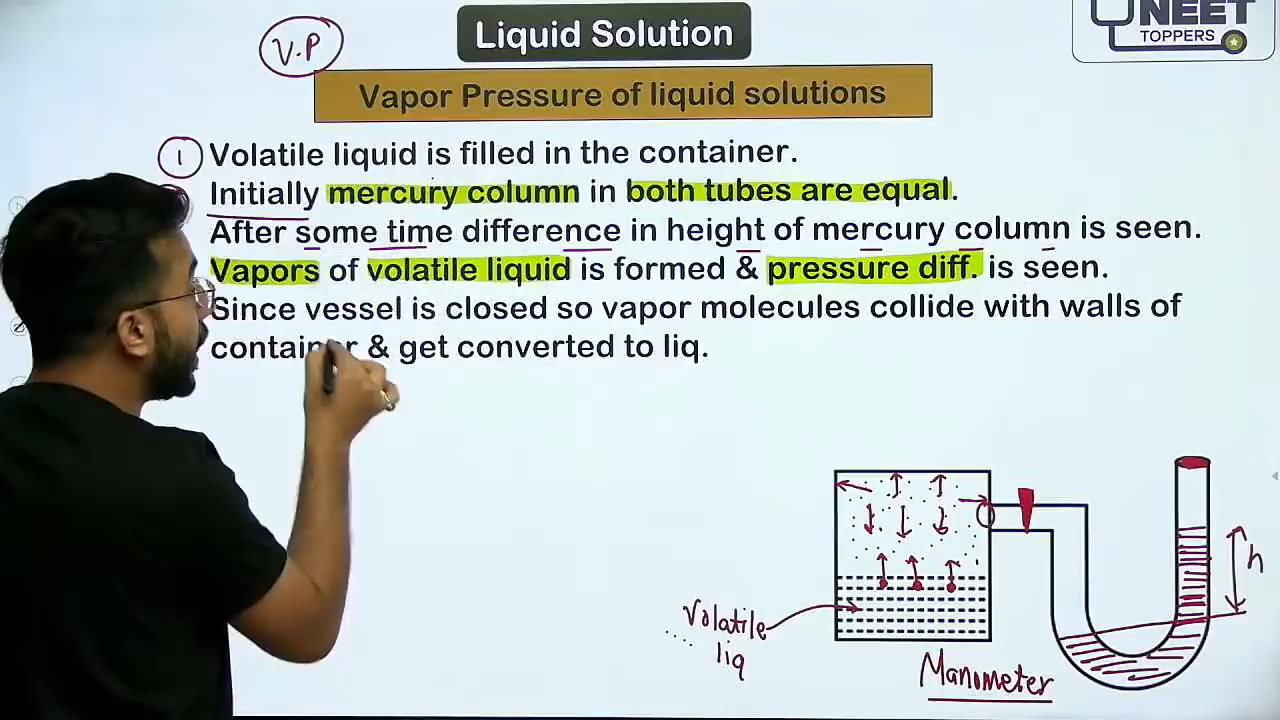 NEET
TOPPERS
Liquid Solution
V.P
Vapor Pressure of liquid solutions
1 Volatile liquid is filled in the container.
Initially mercury column in both tubes are equal.
After some time difference in height of mercury column is seen.
Vapors of volatile liquid is formed & pressure diff. is seen.
Since vessel is closed so vapor molecules collide with walls of
container & get converted to liq.
h
Volatile
liq
Manometer